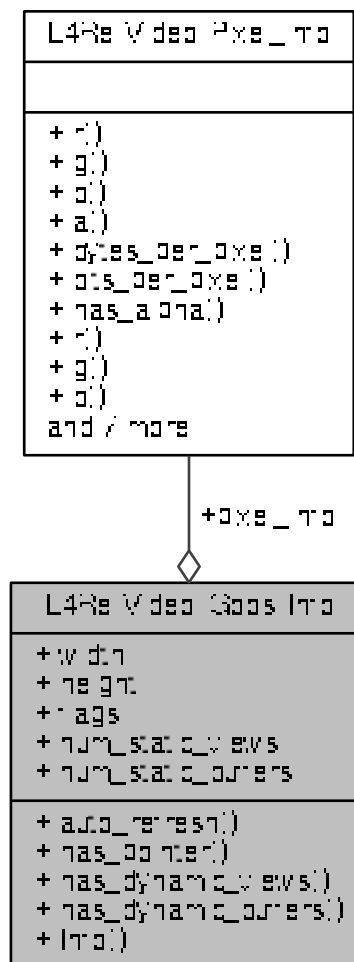 L4Re::Video::Pixel_info
+ r()
+ g()
+ b()
+ a()
+ bytes_per_pixel()
+ bits_per_pixel()
+ has_alpha()
+ r()
+ g()
+ b()
and 7 more...
+pixel_info
L4Re::Video::Goos::Info
+ width
+ height
+ flags
+ num_static_views
+ num_static_buffers
+ auto_refresh()
+ has_pointer()
+ has_dynamic_views()
+ has_dynamic_buffers()
+ Info()